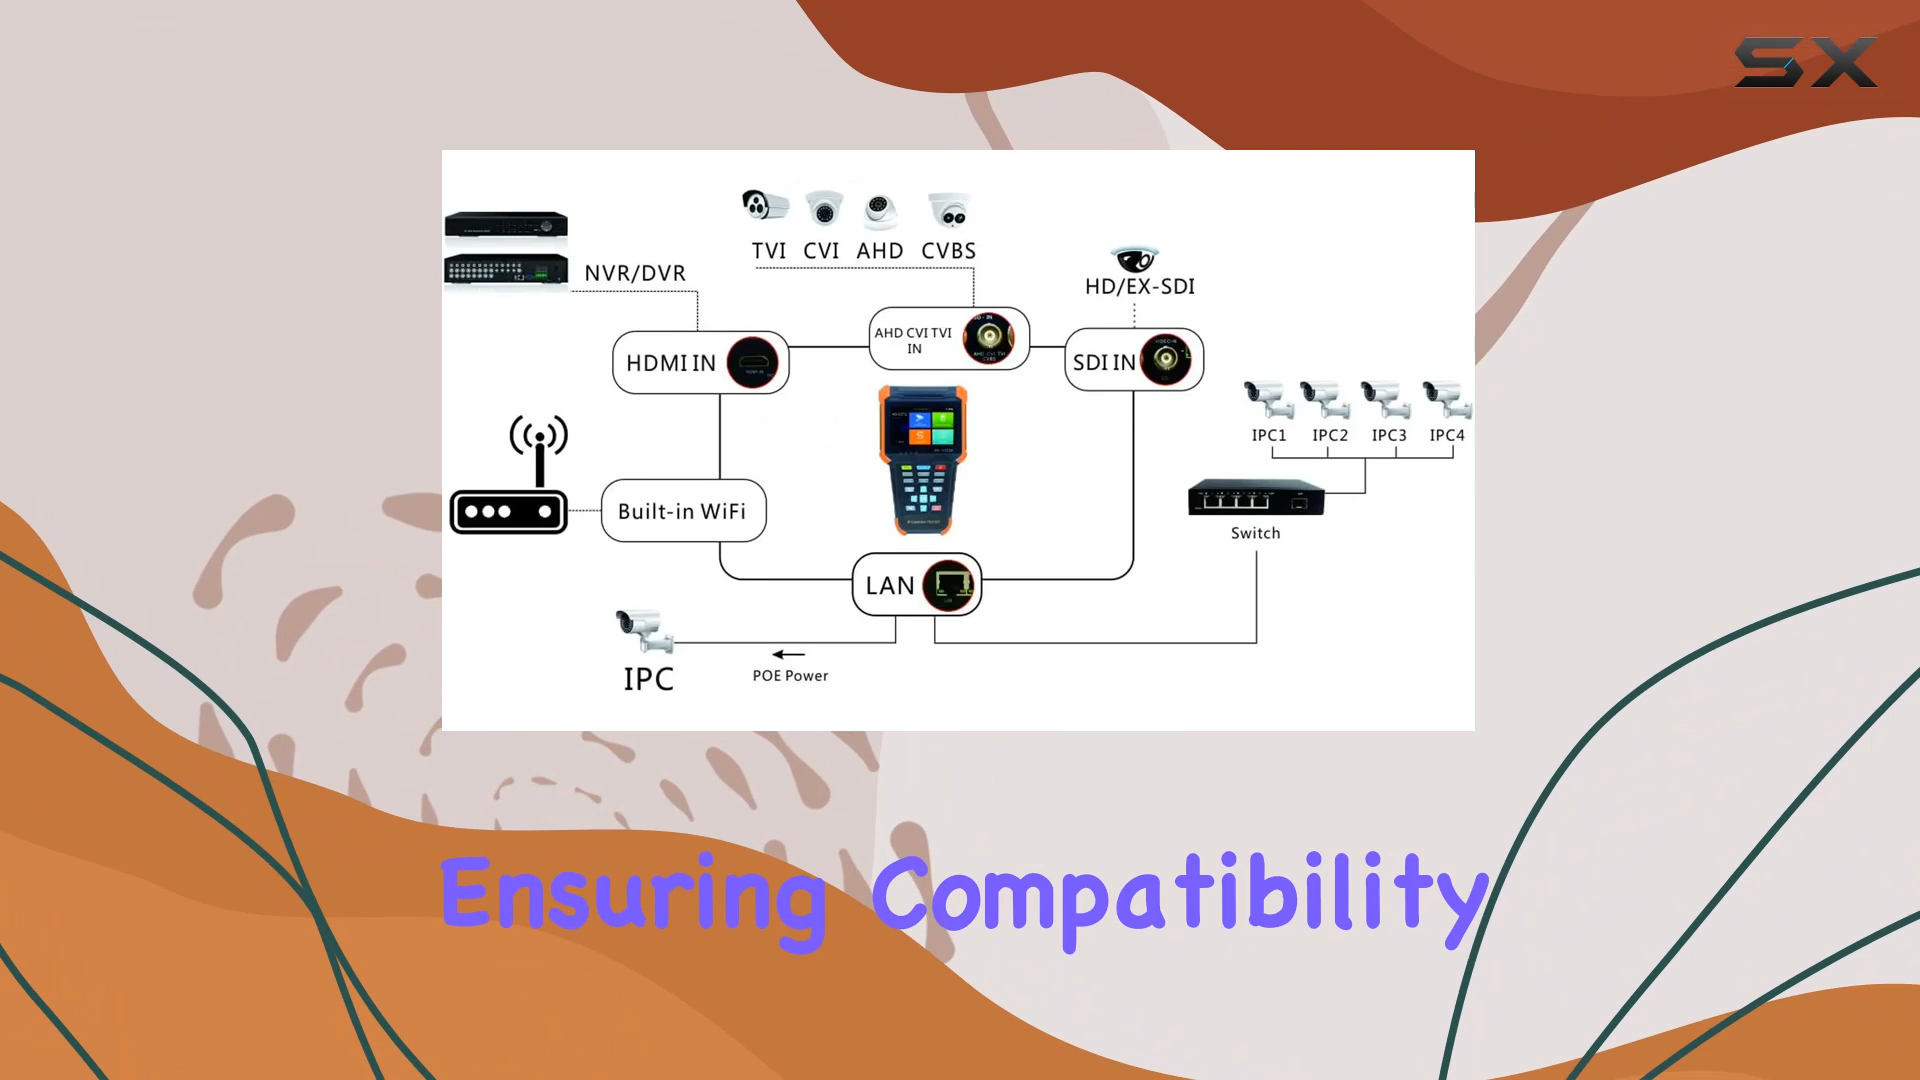 SX
TVI CVI AHD CVBS
NVR/DVR
HD/EX-SDI
AHD CVI TVI
IN
HDMI IN
SDI IN
IPC1 IPC2 IPC3 IPC4
Built-in WiFi
Switch
LAN
POE Power
IPC
Ensuring Compatibility